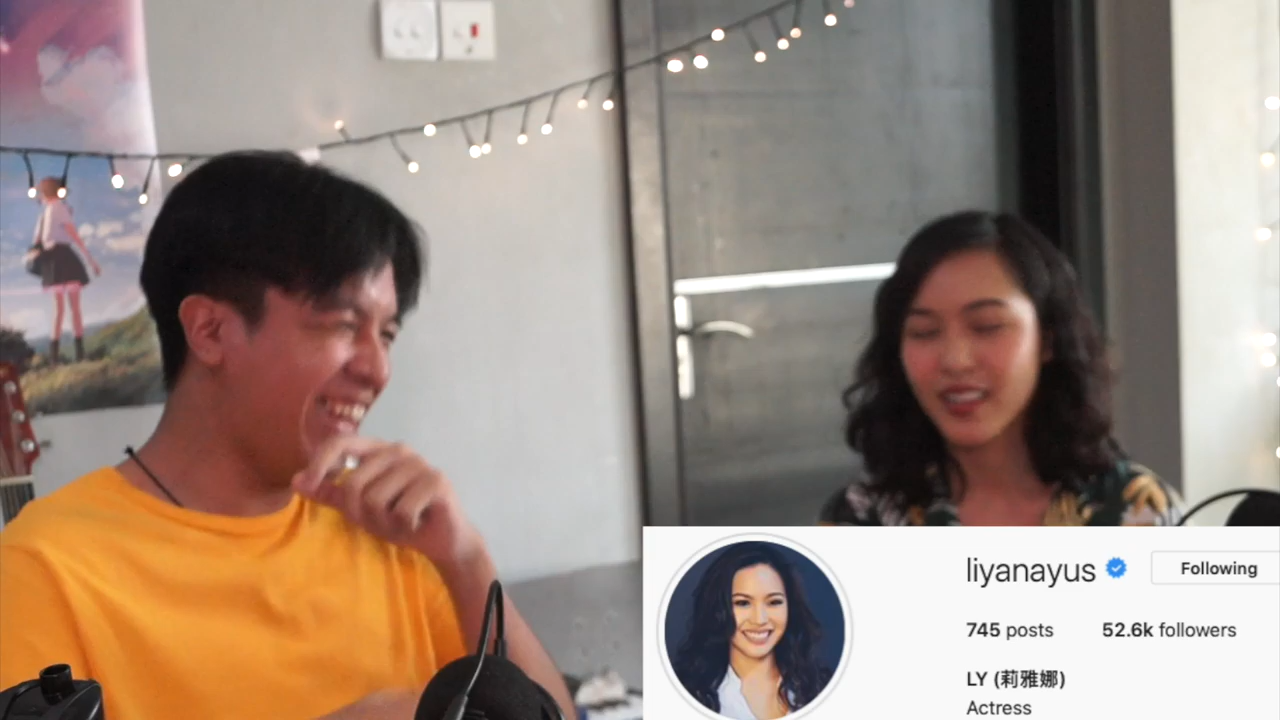 liyanayus
Following
745 posts 52.6k followers
LY (莉雅娜)
Actress